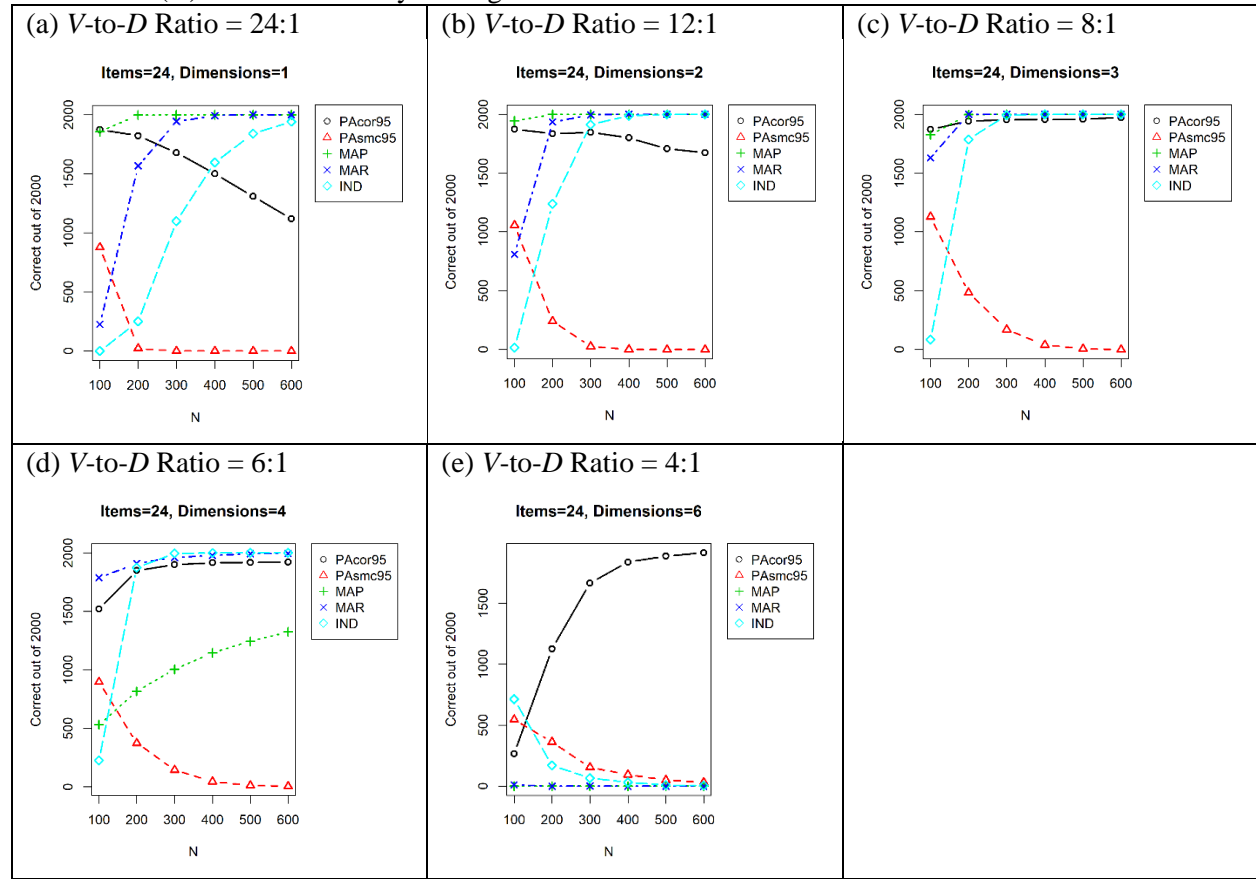 (a) V-to-D Ratio = 24:1
Items=24, Dimensions=1
Correct out of 2000
2000
1500
1000
500
0
100 200 300 400 500 600
N
PAcor95
PAsmc95
MAP
MAR
IND
(b) V-to-D Ratio = 12:1
Items=24, Dimensions=2
Correct out of 2000
2000
1500
1000
500
0
100 200 300 400 500 600
N
PAcor95
PAsmc95
MAP
MAR
IND
(c) V-to-D Ratio = 8:1
Items=24, Dimensions=3
Correct out of 2000
2000
1500
1000
500
0
100 200 300 400 500 600
N
PAcor95
PAsmc95
MAP
MAR
IND
(d) V-to-D Ratio = 6:1
Items=24, Dimensions=4
Correct out of 2000
2000
1500
1000
500
0
100 200 300 400 500 600
N
PAcor95
PAsmc95
MAP
MAR
IND
(e) V-to-D Ratio = 4:1
Items=24, Dimensions=6
Correct out of 2000
1500
1000
500
0
100 200 300 400 500 600
N
PAcor95
PAsmc95
MAP
MAR
IND